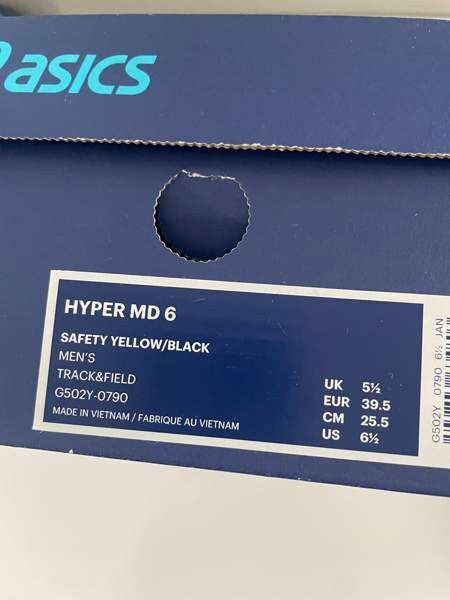 asics
HYPER MD 6
SAFETY YELLOW/BLACK
MEN'S
TRACK&FIELD
G502Y-0790
MADE IN VIETNAM / FABRIQUE AU VIETNAM
UK 5½
EUR 39.5
CM 25.5
US 6½
G502Y 0790 6½ JAN